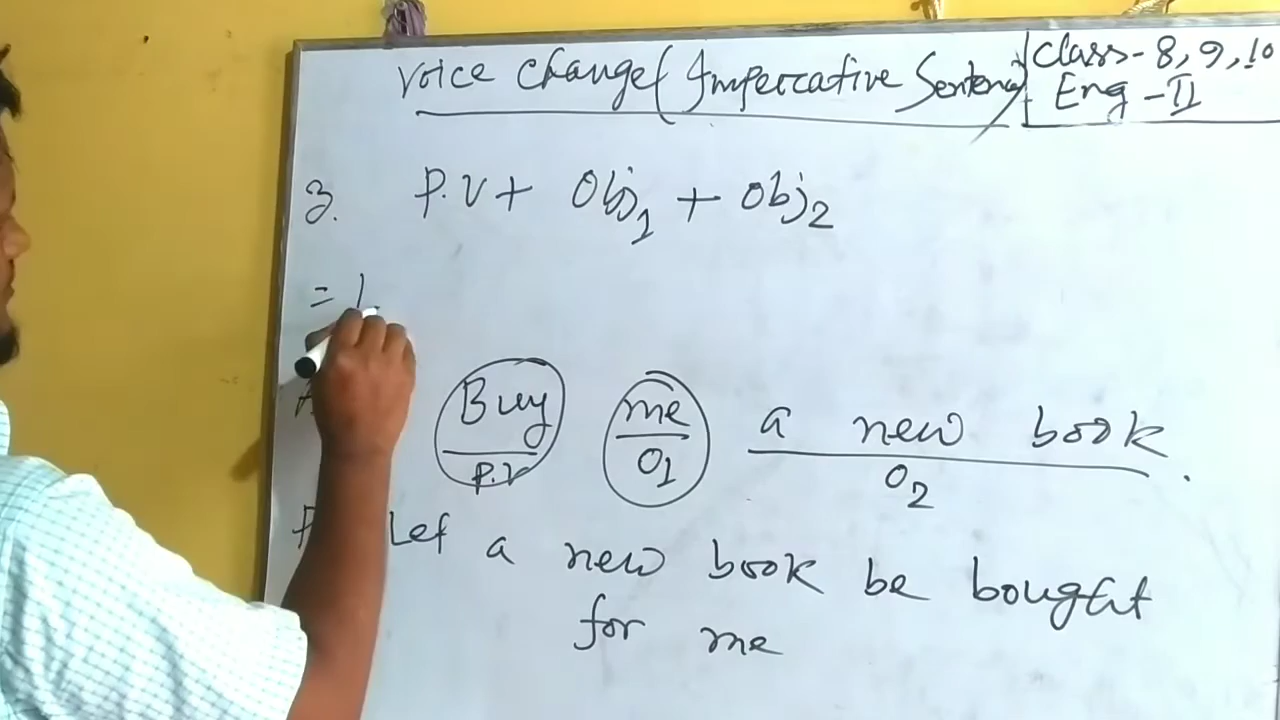 Voice Change (Imperative Sentence)
Class - 8, 9, 10
Eng - II
3. P.V + Obj1 + Obj2
=
Buy me a new book.
P.V O1 O2
Let a new book be bought
for me